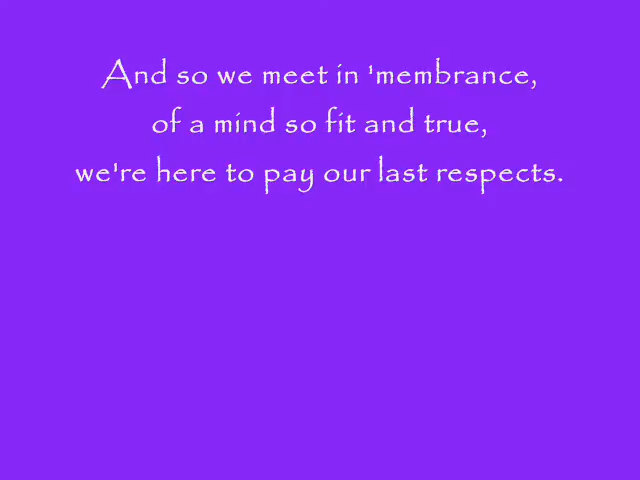 And so we meet in 'membrance,
of a mind so fit and true,
we're here to pay our last respects.